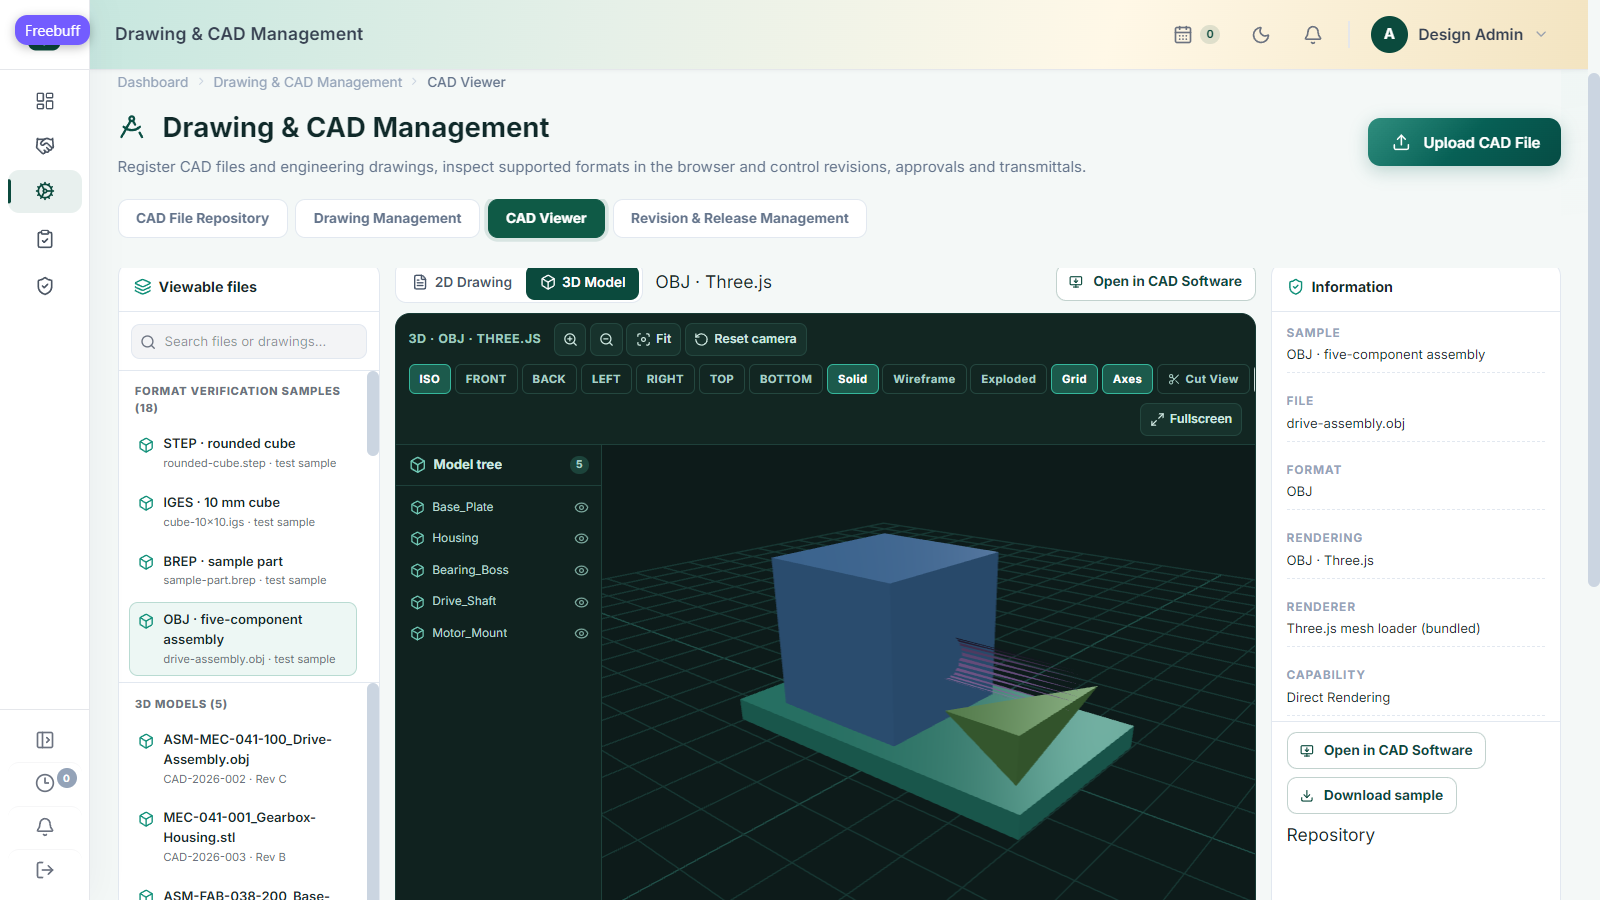 Freebuff
Drawing & CAD Management
0
A
Design Admin
Dashboard
Drawing & CAD Management
CAD Viewer
Drawing & CAD Management
Register CAD files and engineering drawings, inspect supported formats in the browser and control revisions, approvals and transmittals.
Upload CAD File
CAD File Repository
Drawing Management
CAD Viewer
Revision & Release Management
Viewable files
Search files or drawings...
FORMAT VERIFICATION SAMPLES
(18)
STEP · rounded cube
rounded-cube.step · test sample
IGES · 10 mm cube
cube-10×10.igs · test sample
BREP · sample part
sample-part.brep · test sample
OBJ · five-component
assembly
drive-assembly.obj · test sample
3D MODELS (5)
ASM-MEC-041-100_Drive-
Assembly.obj
CAD-2026-002 · Rev C
MEC-041-001_Gearbox-
Housing.stl
CAD-2026-003 · Rev B
ASM-FAB-038-200_Base-
0
2D Drawing
3D Model
OBJ · Three.js
Open in CAD Software
3D · OBJ · THREE.JS
Fit
Reset camera
ISO
FRONT
BACK
LEFT
RIGHT
TOP
BOTTOM
Solid
Wireframe
Exploded
Grid
Axes
Cut View
Fullscreen
Model tree
5
Base_Plate
Housing
Bearing_Boss
Drive_Shaft
Motor_Mount
Information
SAMPLE
OBJ · five-component assembly
FILE
drive-assembly.obj
FORMAT
OBJ
RENDERING
OBJ · Three.js
RENDERER
Three.js mesh loader (bundled)
CAPABILITY
Direct Rendering
Open in CAD Software
Download sample
Repository